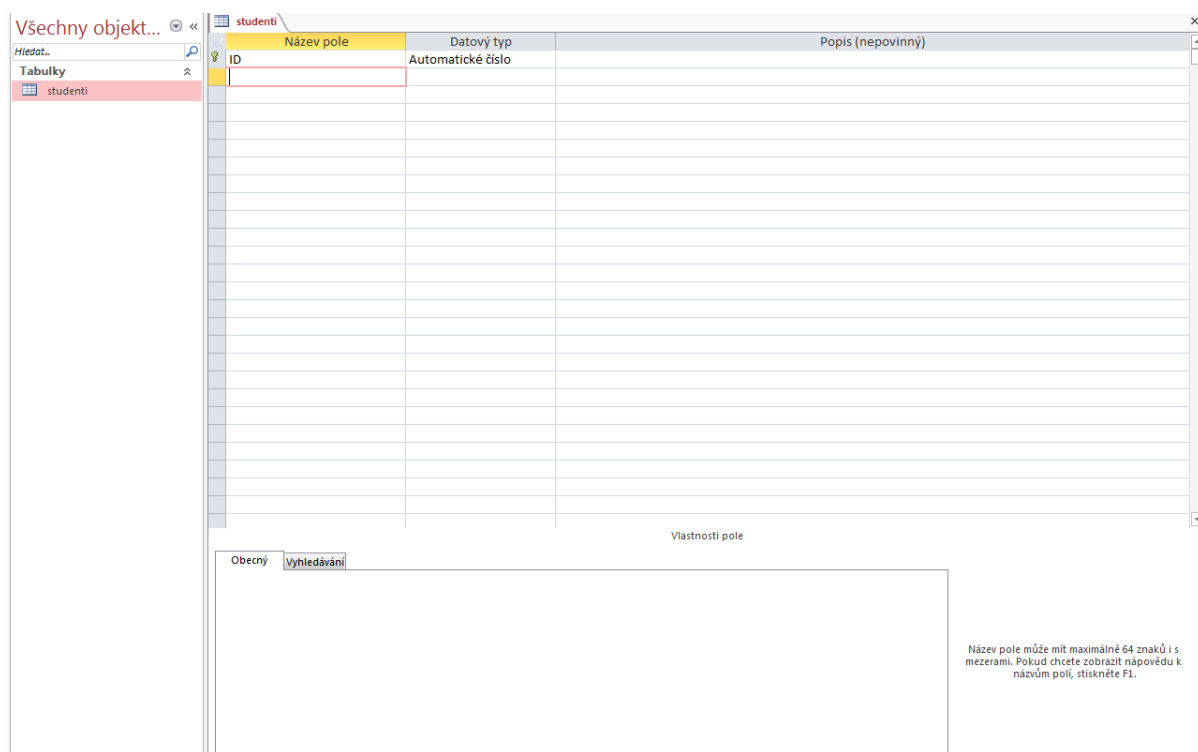 Všechny objekt...
«
Hledat...
Tabulky
studenti
studenti
Název pole
Datový typ
Popis (nepovinný)
ID
Automatické číslo
Vlastnosti pole
Obecný
Vyhledávání
Název pole může mít maximálně 64 znaků i s
mezerami. Pokud chcete zobrazit nápovědu k
názvům polí, stiskněte F1.